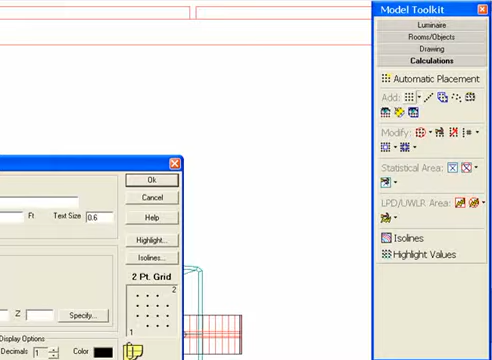 Model Toolkit
Luminaire
Rooms/Objects
Drawing
Calculations
Automatic Placement
Add:
Modify:
Statistical Area:
LPD/UWLR Area:
Isolines
Highlight Values
Ok
Cancel
Ft Text Size 0.6
Help
Highlight...
Isolines...
2 Pt. Grid
2
1
Z Specify...
Display Options
Decimals 1 Color